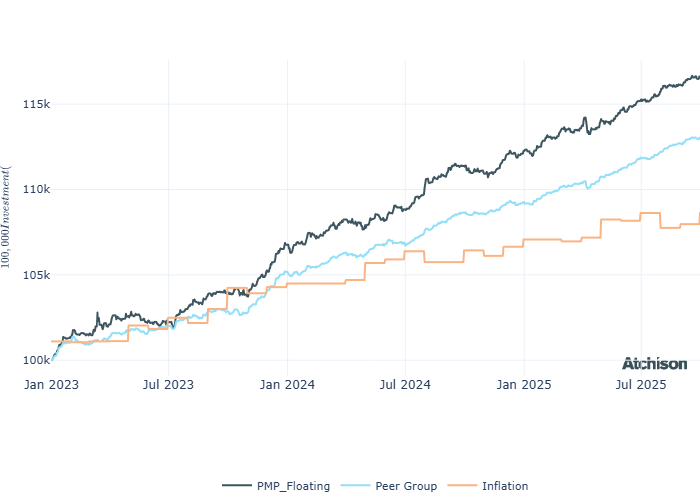 100,000Investment(
115k
110k
105k
100k
Jan 2023
Jul 2023
Jan 2024
Jul 2024
Jan 2025
Jul 2025
Atchison
PMP_Floating
Peer Group
Inflation